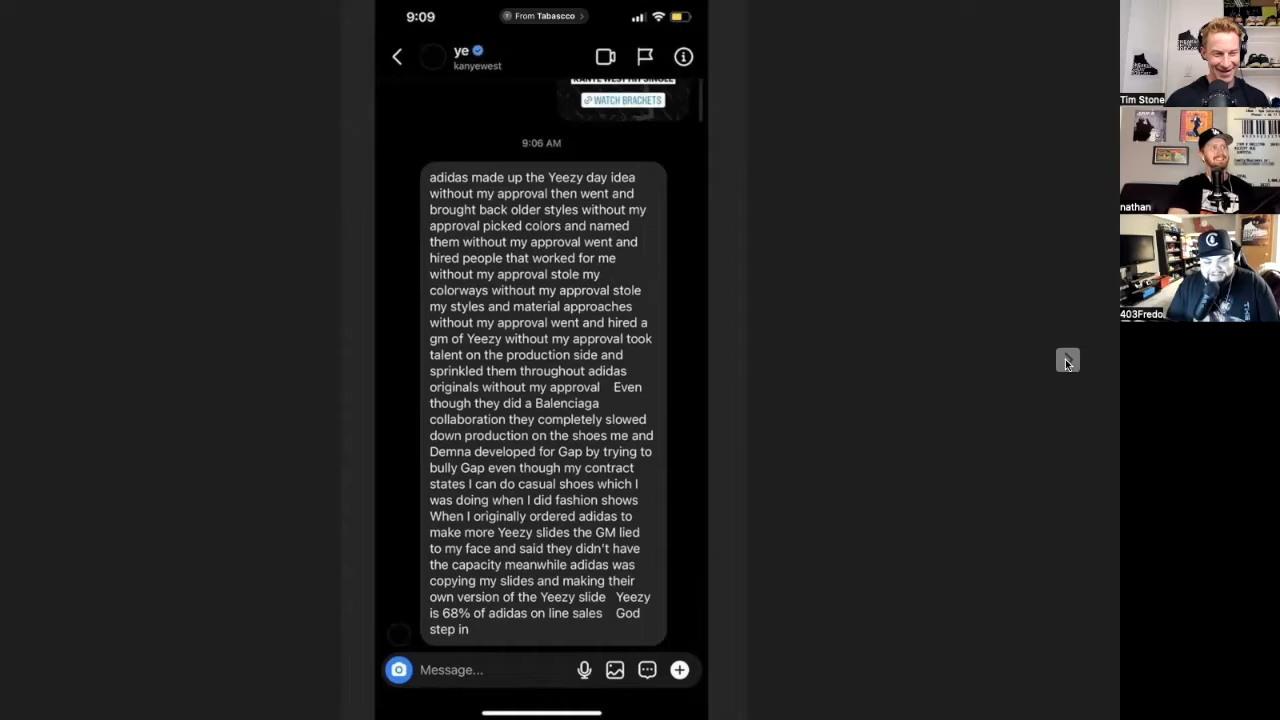 9:09
From Tabascco
ye
kanyewest
KANYE WEST MY SINGLE
WATCH BRACKETS
9:06 AM
adidas made up the Yeezy day idea
without my approval then went and
brought back older styles without my
approval picked colors and named
them without my approval went and
hired people that worked for me
without my approval stole my
colorways without my approval stole
my styles and material approaches
without my approval went and hired a
gm of Yeezy without my approval took
talent on the production side and
sprinkled them throughout adidas
originals without my approval Even
though they did a Balenciaga
collaboration they completely slowed
down production on the shoes me and
Demna developed for Gap by trying to
bully Gap even though my contract
states I can do casual shoes which I
was doing when I did fashion shows
When I originally ordered adidas to
make more Yeezy slides the GM lied
to my face and said they didn't have
the capacity meanwhile adidas was
copying my slides and making their
own version of the Yeezy slide Yeezy
is 68% of adidas on line sales God
step in
Message...
Tim Stone
nathan
403Fredo